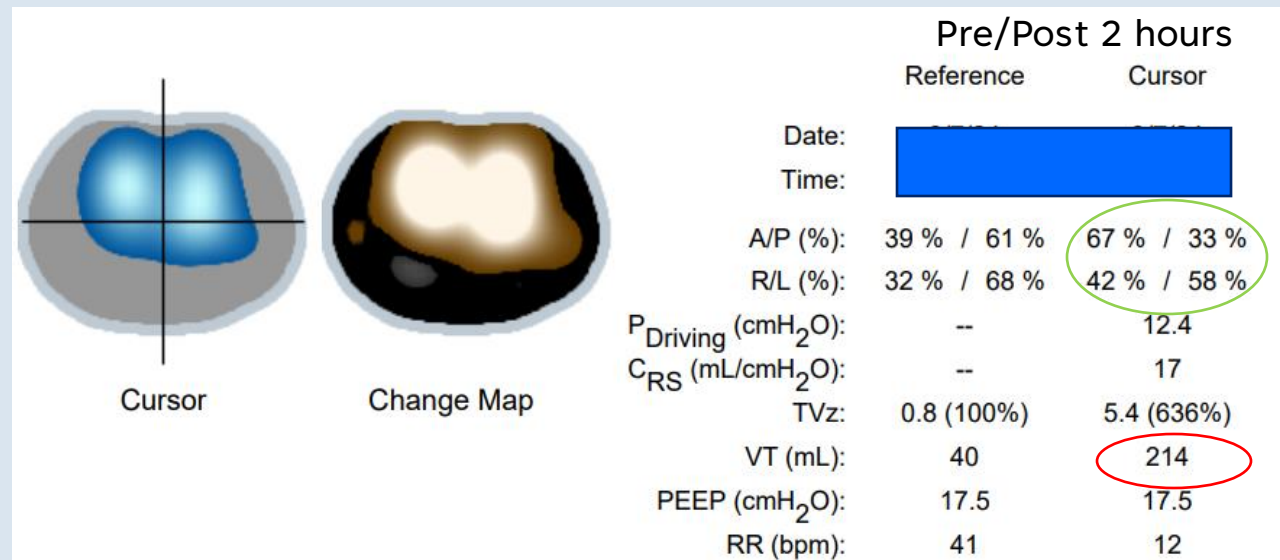 Pre/Post 2 hours
Reference Cursor
Date:
Time:
A/P (%): 39 % / 61 % 67 % / 33 %
R/L (%): 32 % / 68 % 42 % / 58 %
PDriving (cmH2O): -- 12.4
CRS (mL/cmH2O): -- 17
TVz: 0.8 (100%) 5.4 (636%)
VT (mL): 40 214
PEEP (cmH2O): 17.5 17.5
RR (bpm): 41 12
Cursor Change Map